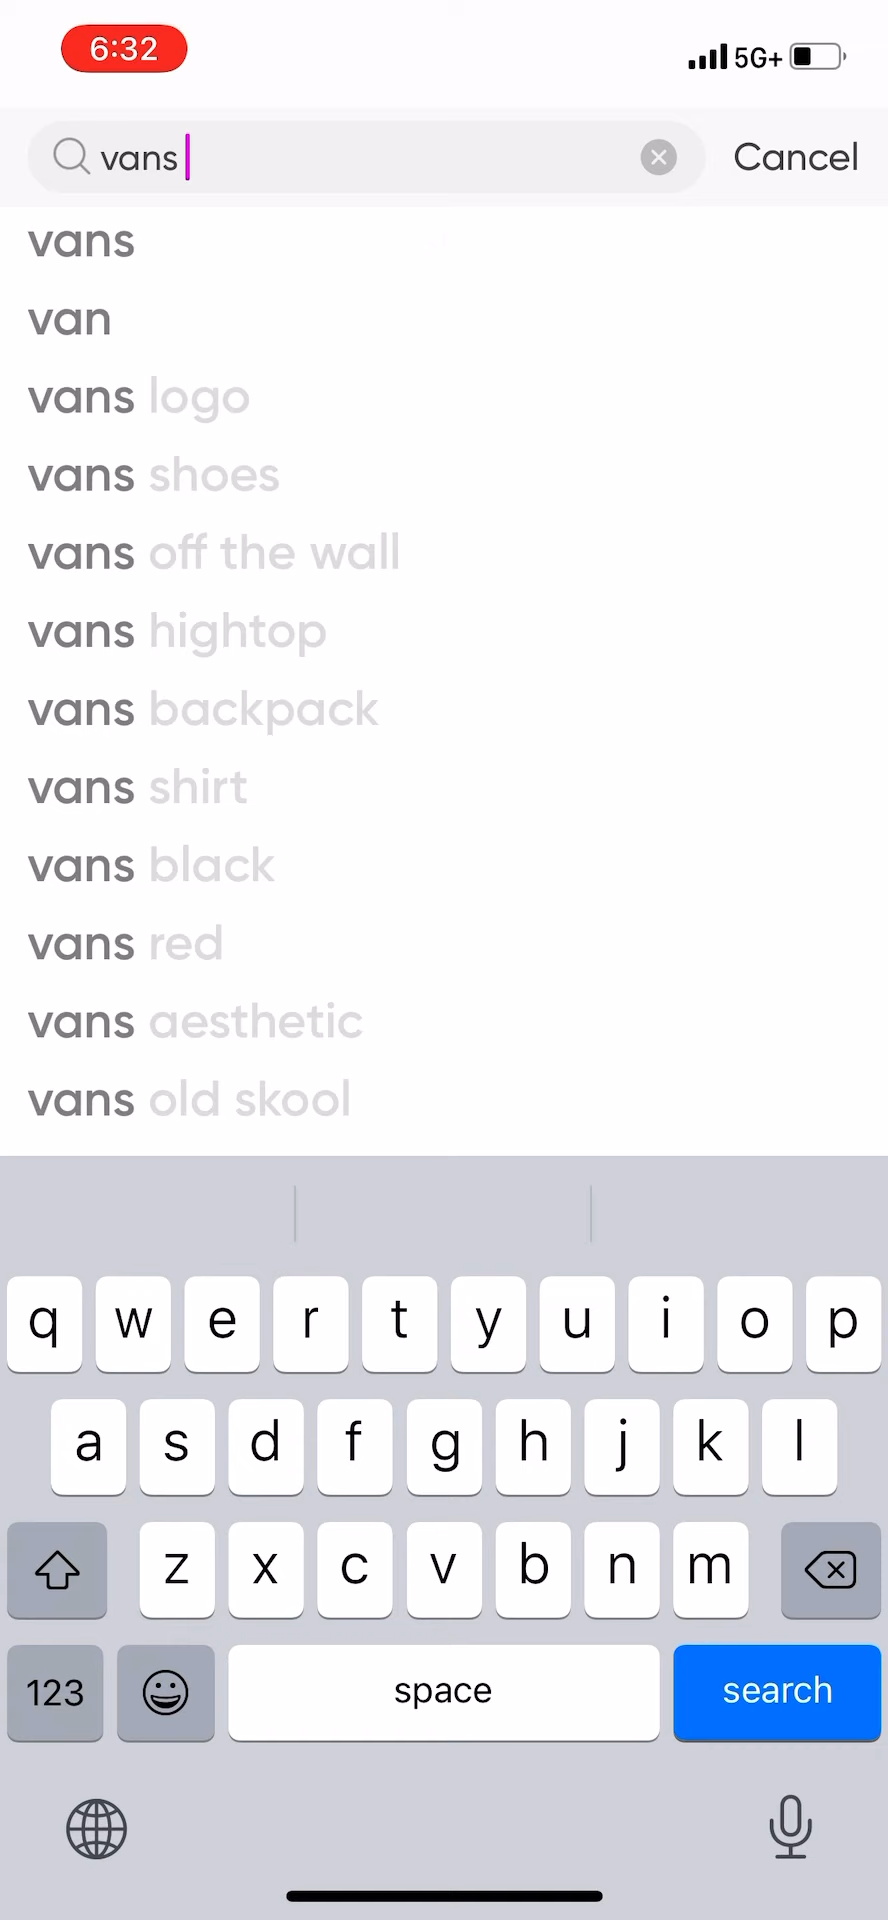 6:32 5G+
vans Cancel
vans
van
vans logo
vans shoes
vans off the wall
vans hightop
vans backpack
vans shirt
vans black
vans red
vans aesthetic
vans old skool
q w e r t y u i o p
a s d f g h j k l
z x c v b n m
123 space search